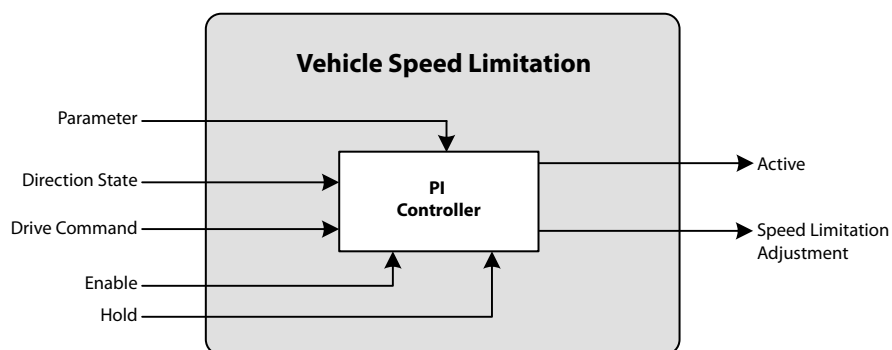 Vehicle Speed Limitation
Parameter
Direction State
Drive Command
Enable
Hold
PI
Controller
Active
Speed Limitation
Adjustment